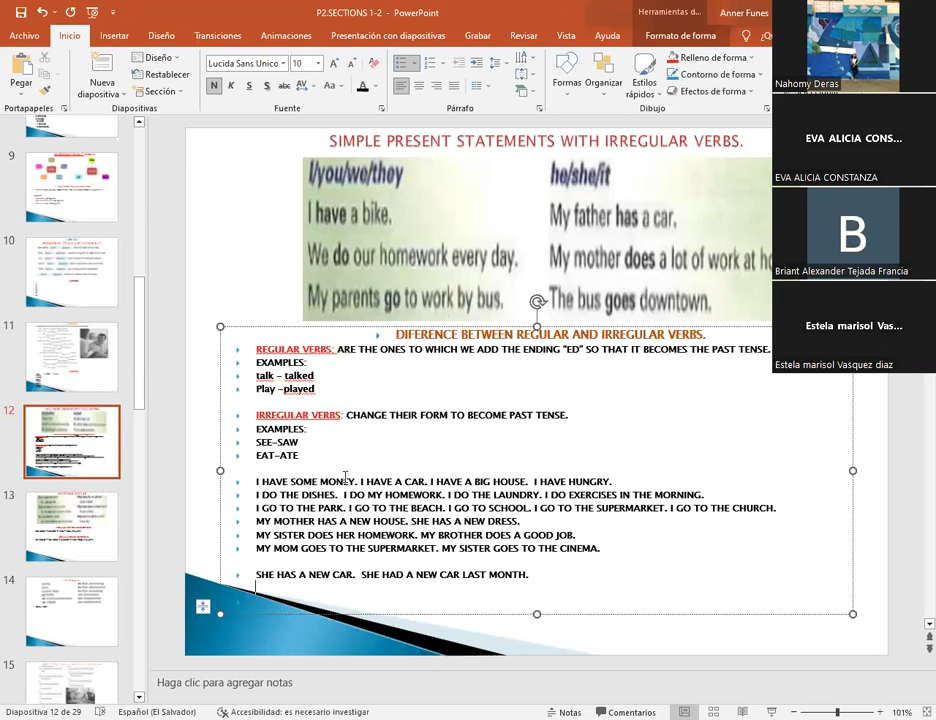 P2.SECTIONS 1-2 - PowerPoint
Herramientas d...
Anner Funes
Archivo Inicio Insertar Diseño Transiciones Animaciones Presentación con diapositivas Grabar Revisar Vista Ayuda Formato de forma
Pegar
Portapapeles
Nueva
diapositiva
Diseño
Restablecer
Sección
Diapositivas
Lucida Sans Unico
10
N K S abc AV Aa A
Fuente
Párrafo
Formas
Organizar
Estilos
rápidos
Relleno de forma
Contorno de forma
Efectos de forma
Dibujo
Nahomy Deras
EVA ALICIA CONS...
EVA ALICIA CONSTANZA
B
Briant Alexander Tejada Francia
Estela marisol Vas...
Estela marisol Vasquez diaz
9
10
11
12
13
14
15
SIMPLE PRESENT STATEMENTS WITH IRREGULAR VERBS.
I/you/we/they he/she/it
I have a bike. My father has a car.
We do our homework every day. My mother does a lot of work at
My parents go to work by bus. The bus goes downtown.
DIFERENCE BETWEEN REGULAR AND IRREGULAR VERBS.
REGULAR VERBS: ARE THE ONES TO WHICH WE ADD THE ENDING “ED” SO THAT IT BECOMES THE PAST TENSE.
EXAMPLES:
talk – talked
Play –played
IRREGULAR VERBS: CHANGE THEIR FORM TO BECOME PAST TENSE.
EXAMPLES:
SEE-SAW
EAT-ATE
I HAVE SOME MONEY. I HAVE A CAR. I HAVE A BIG HOUSE. I HAVE HUNGRY.
I DO THE DISHES. I DO MY HOMEWORK. I DO THE LAUNDRY. I DO EXERCISES IN THE MORNING.
I GO TO THE PARK. I GO TO THE BEACH. I GO TO SCHOOL. I GO TO THE SUPERMARKET. I GO TO THE CHURCH.
MY MOTHER HAS A NEW HOUSE. SHE HAS A NEW DRESS.
MY SISTER DOES HER HOMEWORK. MY BROTHER DOES A GOOD JOB.
MY MOM GOES TO THE SUPERMARKET. MY SISTER GOES TO THE CINEMA.
SHE HAS A NEW CAR. SHE HAD A NEW CAR LAST MONTH.
Haga clic para agregar notas
Diapositiva 12 de 29 Español (El Salvador) Accesibilidad: es necesario investigar Notas Comentarios 101%